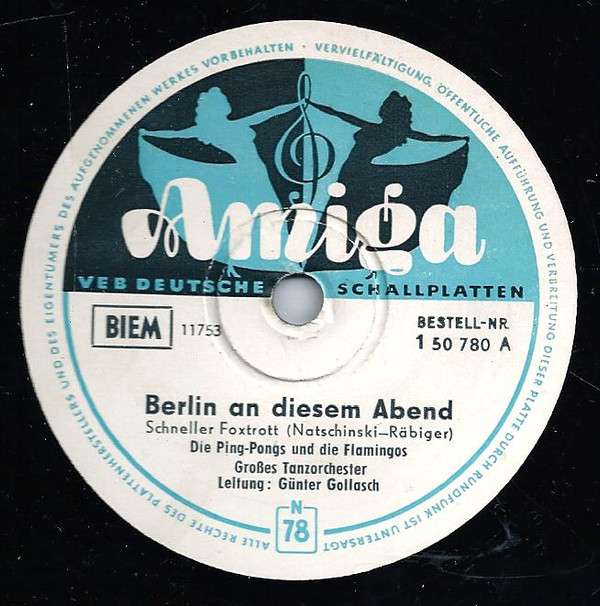 ALLE RECHTE DES PLATTENHERSTELLERS UND DES EIGENTÜMERS DES AUFGENOMMENEN WERKES VORBEHALTEN · VERVIELFÄLTIGUNG, ÖFFENTLICHE AUFFÜHRUNG UND VERBREITUNG DIESER PLATTE DURCH RUNDFUNK IST UNTERSAGT
Amiga
VEB DEUTSCHE SCHALLPLATTEN
BIEM 11753
BESTELL-NR
1 50 780 A
Berlin an diesem Abend
Schneller Foxtrott (Natschinski-Räbiger)
Die Ping-Pongs und die Flamingos
Großes Tanzorchester
Leitung: Günter Gollasch
N
78